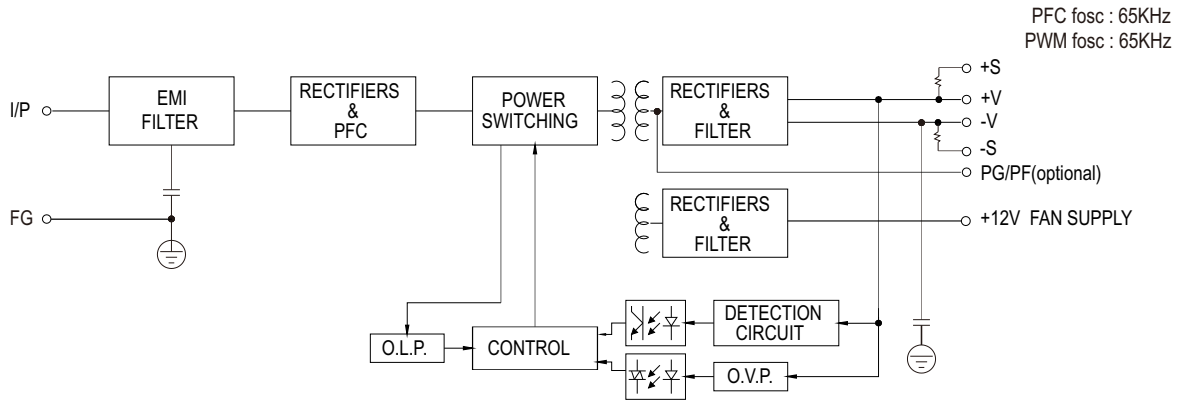 PFC fosc : 65KHz
PWM fosc : 65KHz
I/P
EMI
FILTER
RECTIFIERS
&
PFC
POWER
SWITCHING
RECTIFIERS
&
FILTER
+S
+V
-V
-S
PG/PF(optional)
FG
RECTIFIERS
&
FILTER
+12V FAN SUPPLY
DETECTION
CIRCUIT
O.L.P.
CONTROL
O.V.P.